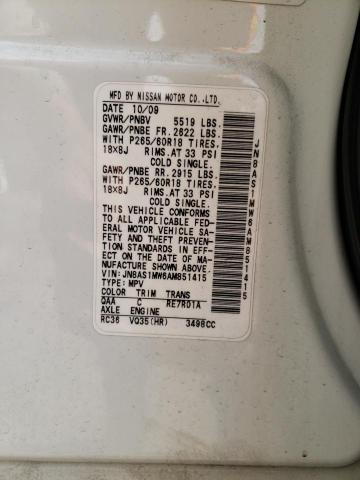 MFD BY NISSAN MOTOR CO.,LTD.
DATE 10/09
GVWR/PNBV 5519 LBS.
GAWR/PNBE FR. 2822 LBS.
WITH P265/60R18 TIRES,
18X8J RIMS.AT 33 PSI
COLD SINGLE.
GAWR/PNBE RR. 2915 LBS.
WITH P265/60R18 TIRES,
18X8J RIMS.AT 33 PSI
COLD SINGLE.
THIS VEHICLE CONFORMS
TO ALL APPLICABLE FED-
ERAL MOTOR VEHICLE SA-
FETY AND THEFT PREVEN-
TION STANDARDS IN EFF-
ECT ON THE DATE OF MA-
NUFACTURE SHOWN ABOVE.
VIN: JN8AS1MW6AM851415
TYPE: MPV
COLOR TRIM TRANS
QAA C RE7R01A
AXLE ENGINE
RC36 VQ35(HR) 3498CC
JN8AS1MW6AM851415